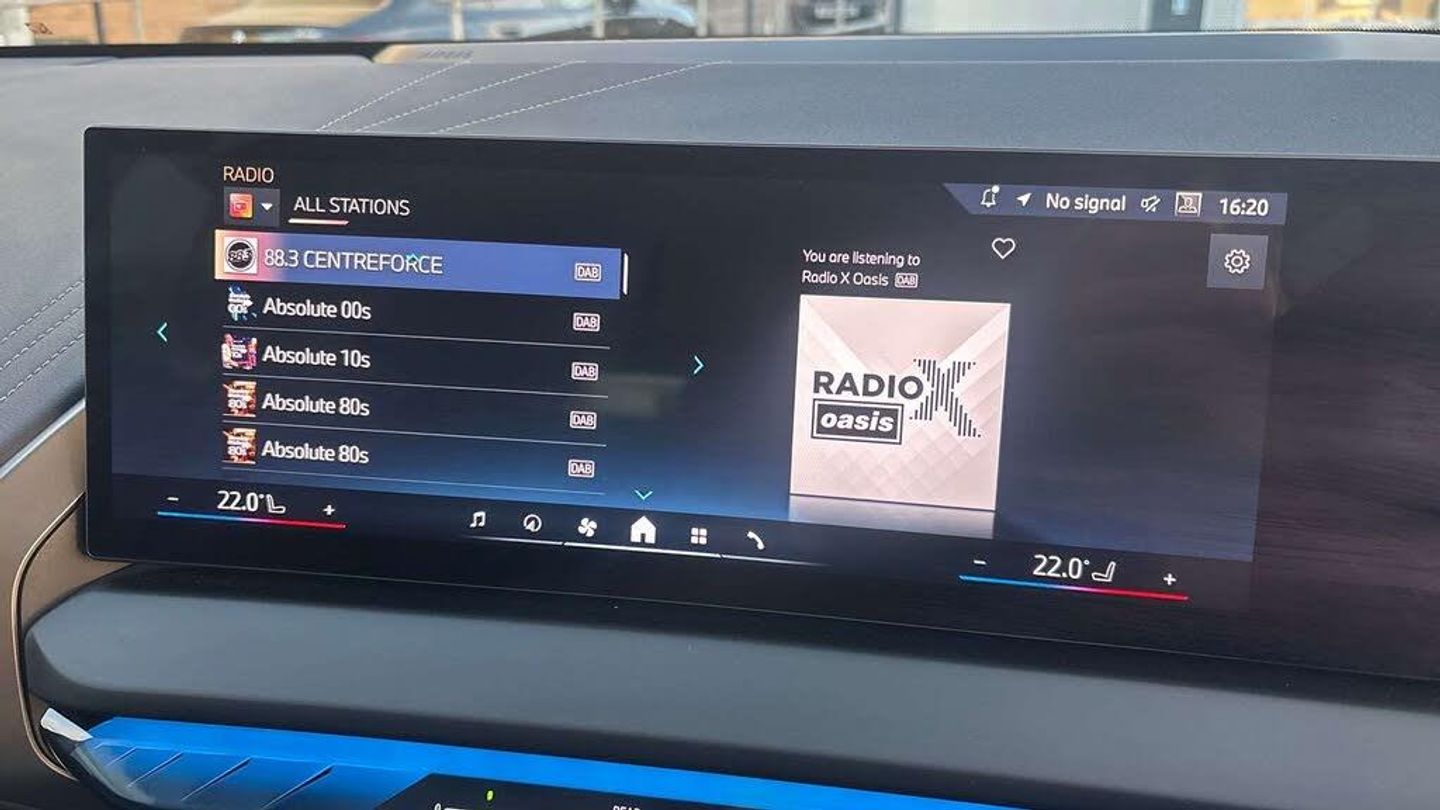 RADIO
ALL STATIONS
No signal
16:20
88.3 CENTREFORCE
DAB
Absolute 00s
DAB
Absolute 10s
DAB
Absolute 80s
DAB
Absolute 80s
DAB
You are listening to
Radio X Oasis DAB
RADIO X
oasis
- 22.0° +
- 22.0° +